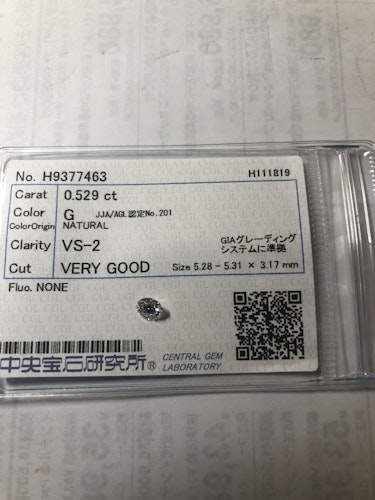 No. H9377463 H111819
Carat 0.529 ct
Color G JJA/AGL認定No.201
ColorOrigin NATURAL
Clarity VS-2 GIAグレーディング
システムに準拠
Cut VERY GOOD Size 5.28 - 5.31 × 3.17 mm
Fluo. NONE
中央宝石研究所® CENTRAL GEM
LABORATORY